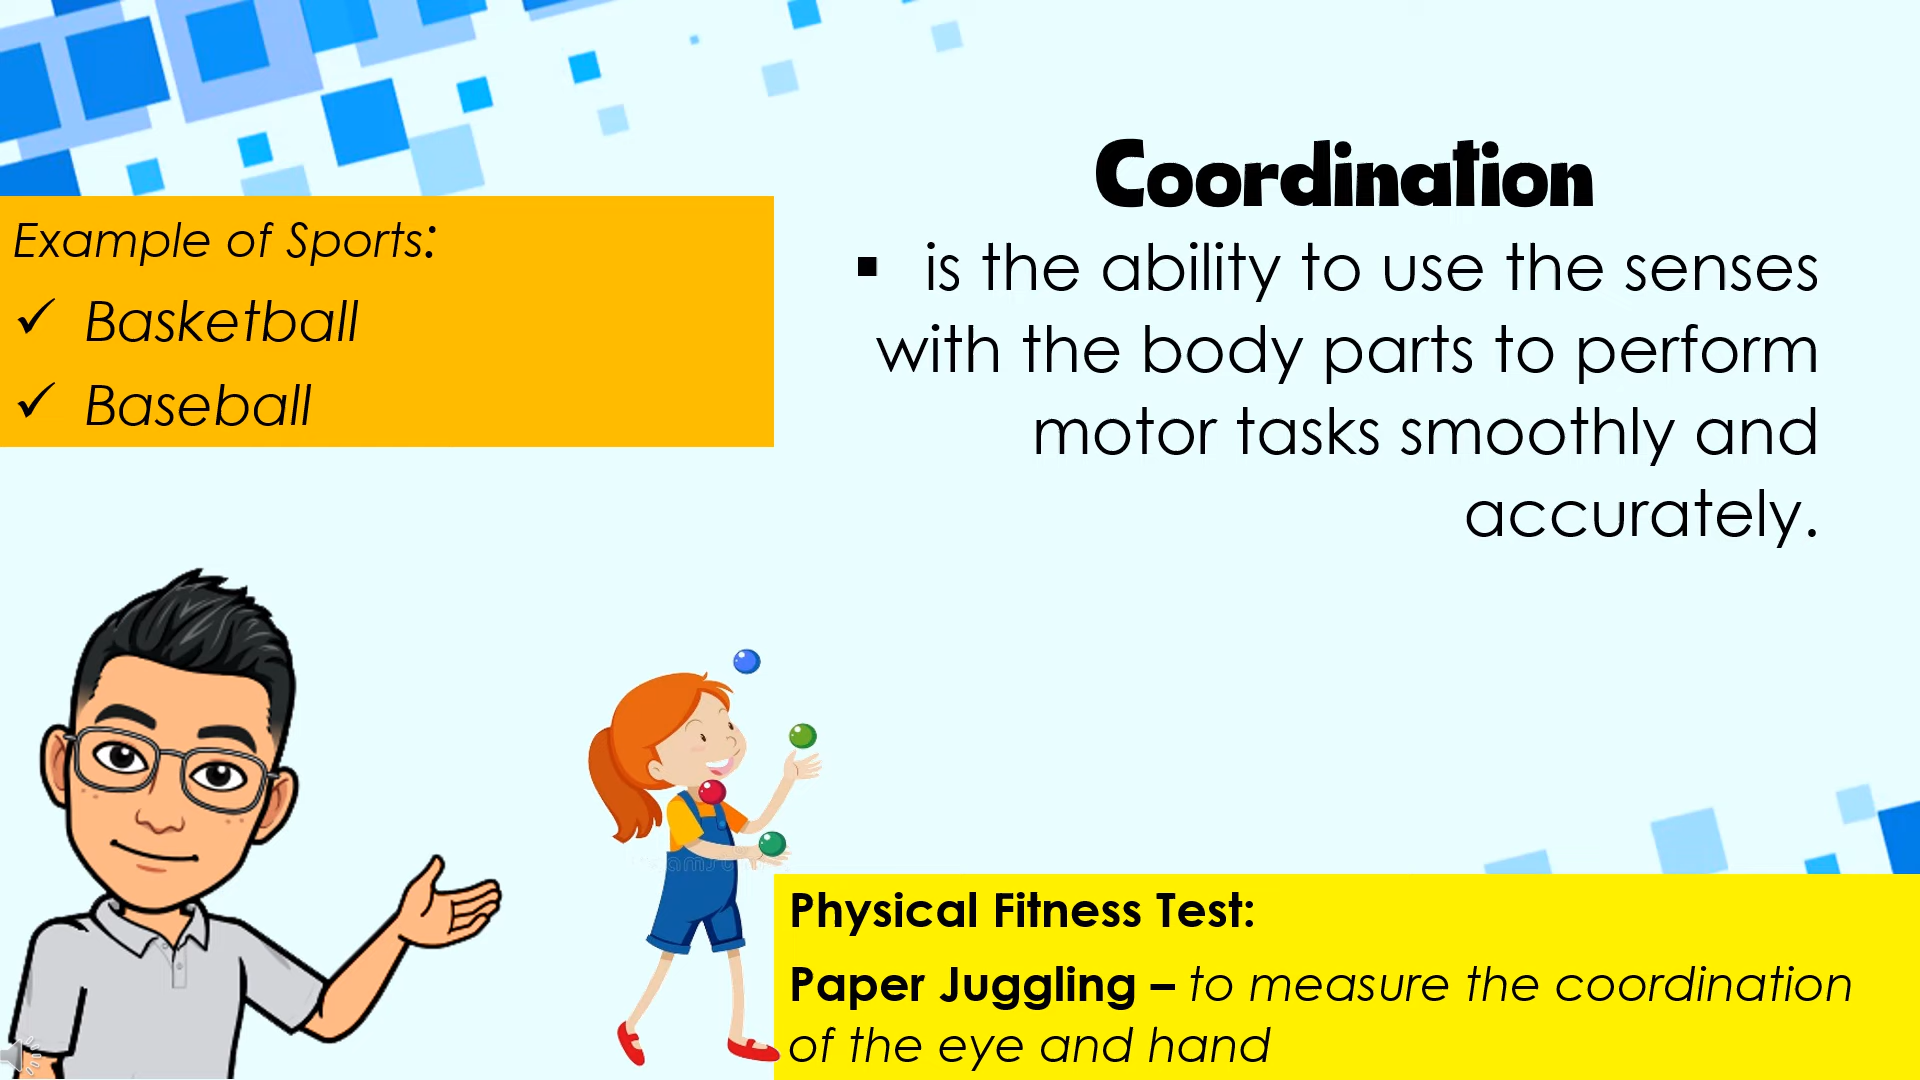 Coordination
▪ is the ability to use the senses
with the body parts to perform
motor tasks smoothly and
accurately.
Example of Sports:
✓ Basketball
✓ Baseball
Physical Fitness Test:
Paper Juggling – to measure the coordination
of the eye and hand